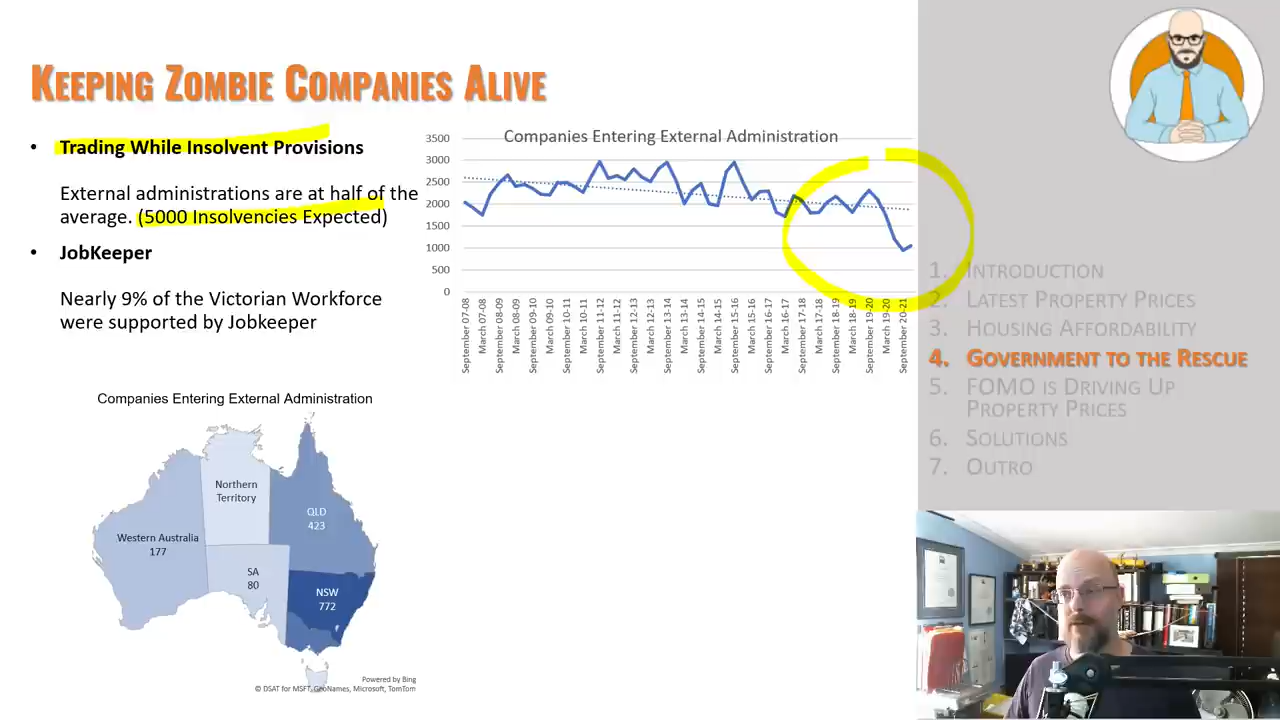 KEEPING ZOMBIE COMPANIES ALIVE
• Trading While Insolvent Provisions
External administrations are at half of the
average. (5000 Insolvencies Expected)
• JobKeeper
Nearly 9% of the Victorian Workforce
were supported by Jobkeeper
Companies Entering External Administration
3500
3000
2500
2000
1500
1000
500
0
September 07-08
March 07-08
September 08-09
March 08-09
September 09-10
March 09-10
September 10-11
March 10-11
September 11-12
March 11-12
September 12-13
March 12-13
September 13-14
March 13-14
September 14-15
March 14-15
September 15-16
March 15-16
September 16-17
March 16-17
September 17-18
March 17-18
September 18-19
March 18-19
September 19-20
March 19-20
September 20-21
Companies Entering External Administration
Northern
Territory
QLD
423
Western Australia
177
SA
80
NSW
772
Powered by Bing
© DSAT for MSFT, GeoNames, Microsoft, TomTom
1. INTRODUCTION
2. LATEST PROPERTY PRICES
3. HOUSING AFFORDABILITY
4. GOVERNMENT TO THE RESCUE
5. FOMO IS DRIVING UP
PROPERTY PRICES
6. SOLUTIONS
7. OUTRO